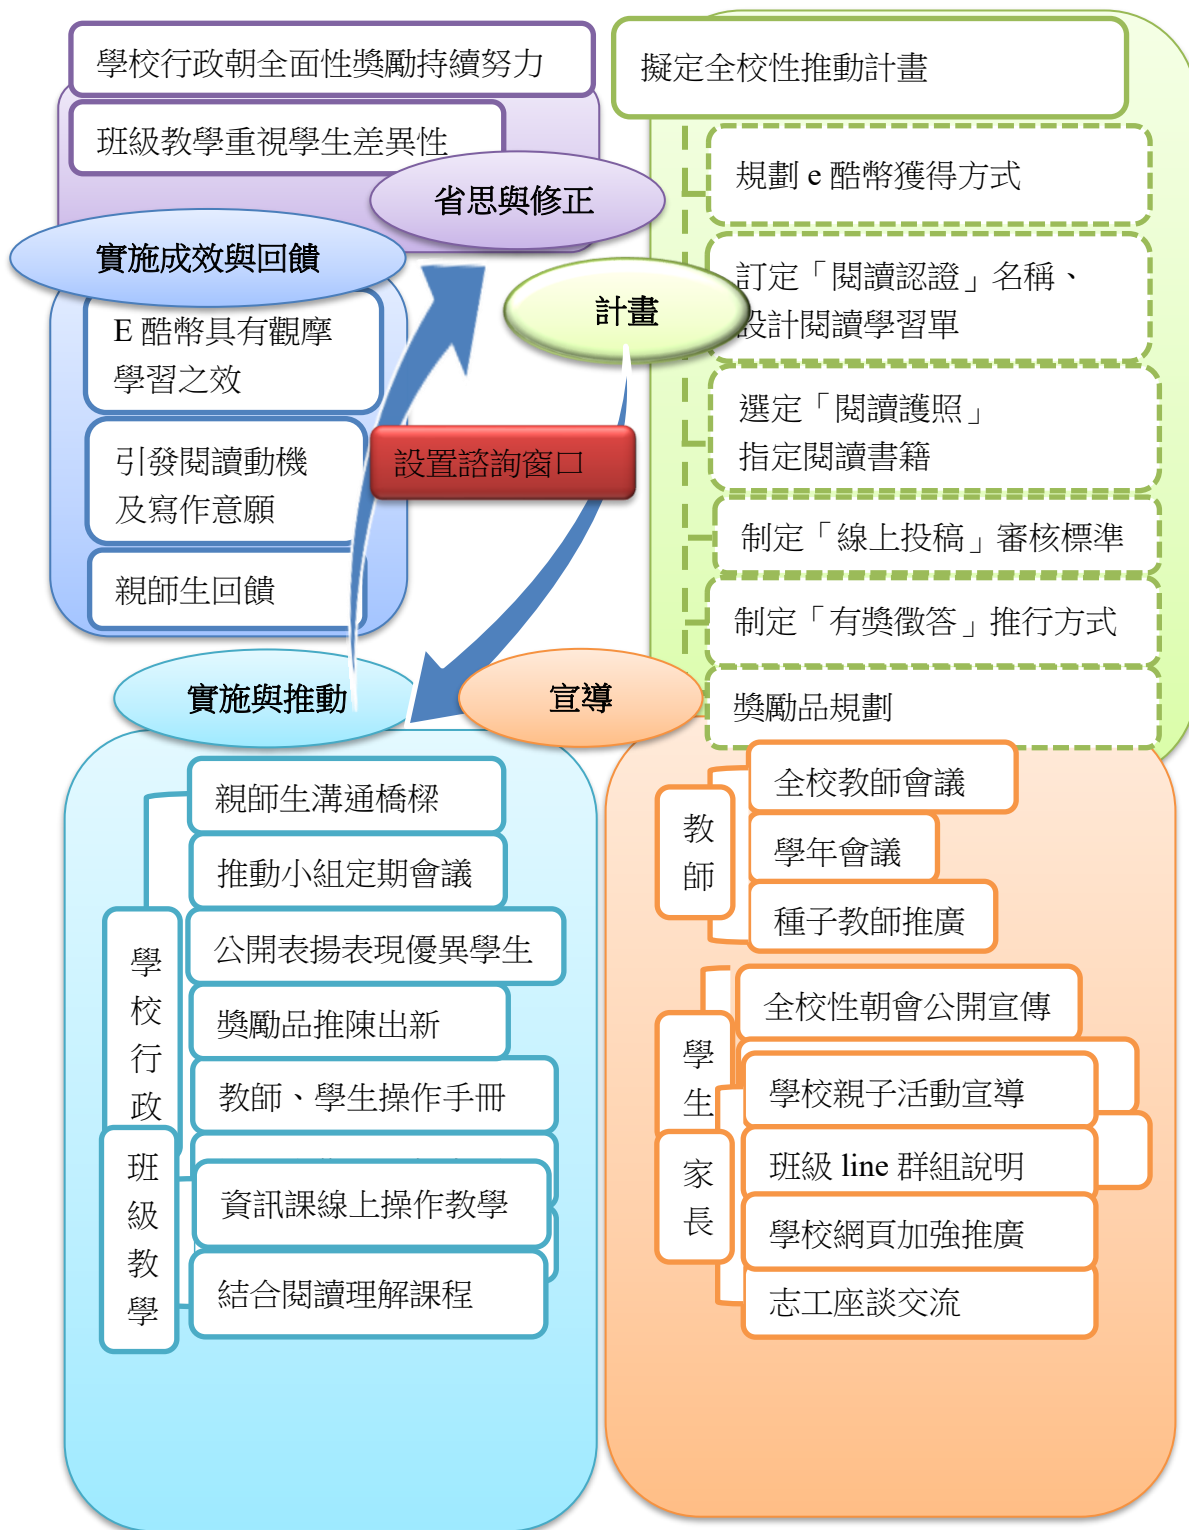 學校行政朝全面性獎勵持續努力
班級教學重視學生差異性
省思與修正
實施成效與回饋
E 酷幣具有觀摩
學習之效
引發閱讀動機
及寫作意願
親師生回饋
擬定全校性推動計畫
計畫
規劃 e 酷幣獲得方式
訂定「閱讀認證」名稱、
設計閱讀學習單
選定「閱讀護照」
指定閱讀書籍
制定「線上投稿」審核標準
制定「有獎徵答」推行方式
獎勵品規劃
設置諮詢窗口
實施與推動
學校行政
親師生溝通橋樑
推動小組定期會議
公開表揚表現優異學生
獎勵品推陳出新
教師、學生操作手冊
班級教學
資訊課線上操作教學
結合閱讀理解課程
宣導
教師
全校教師會議
學年會議
種子教師推廣
學生
全校性朝會公開宣傳
家長
學校親子活動宣導
班級 line 群組說明
學校網頁加強推廣
志工座談交流